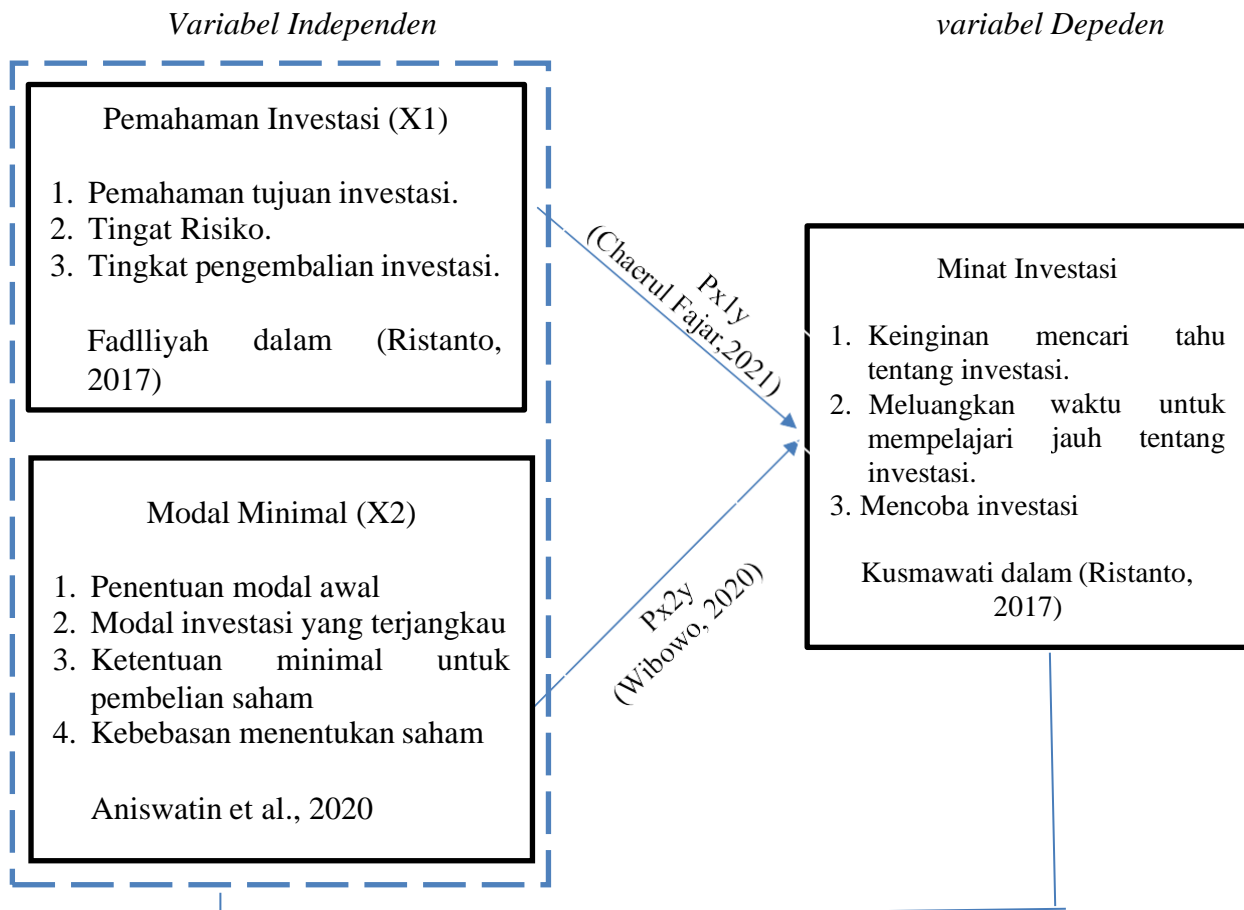 Variabel Independen
variabel Depeden
Pemahaman Investasi (X1)
1. Pemahaman tujuan investasi.
2. Tingat Risiko.
3. Tingkat pengembalian investasi.
Fadlliyah dalam (Ristanto,
2017)
Modal Minimal (X2)
1. Penentuan modal awal
2. Modal investasi yang terjangkau
3. Ketentuan minimal untuk
pembelian saham
4. Kebebasan menentukan saham
Aniswatin et al., 2020
Px1y
(Chaerul Fajar,2021)
Px2y
(Wibowo, 2020)
Minat Investasi
1. Keinginan mencari tahu
tentang investasi.
2. Meluangkan waktu untuk
mempelajari jauh tentang
investasi.
3. Mencoba investasi
Kusmawati dalam (Ristanto,
2017)